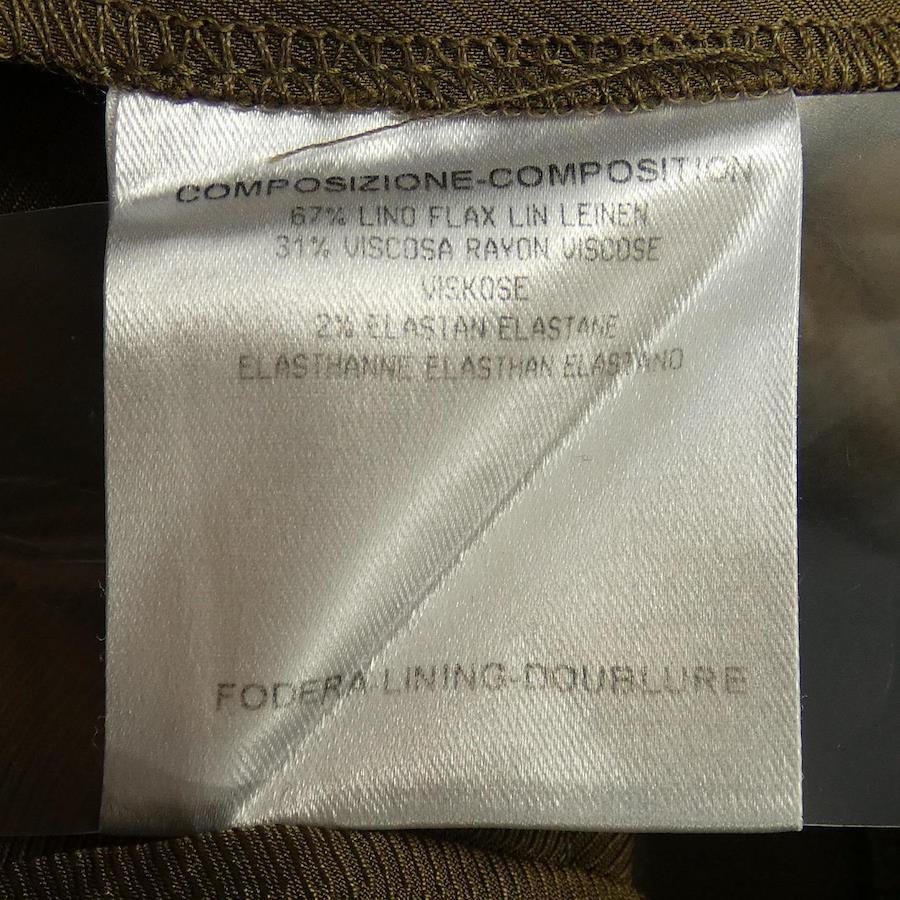 COMPOSIZIONE-COMPOSITION
67% LINO FLAX LIN LEINEN
31% VISCOSA RAYON VISCOSE
VISKOSE
2% ELASTAN ELASTANE
ELASTHANNE ELASTHAN ELASTANO
FODERA-LINING-DOUBLURE